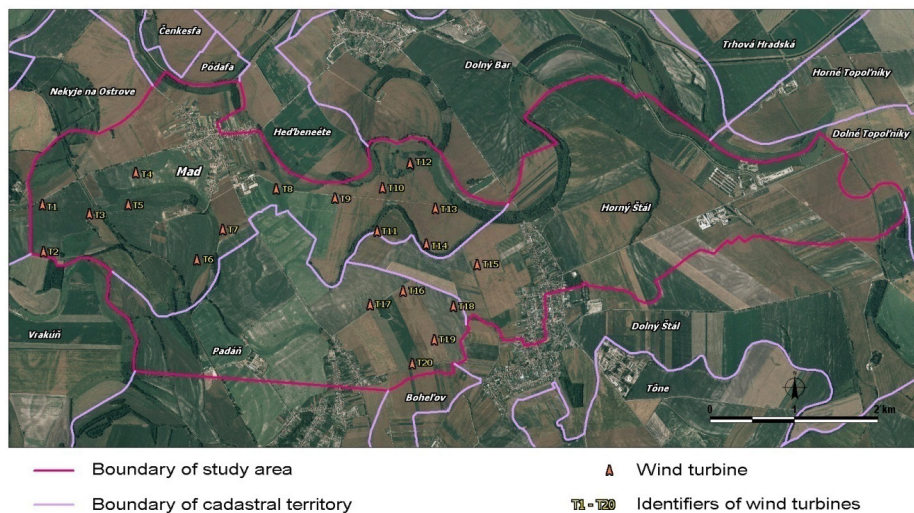 Čenkesfa
Pódafa
Nekyje na Ostrove
Dolný Bar
Trhová Hradská
Horné Topoľníky
Dolné Topoľníky
Heďbeneéte
Mad
T12
T4
T8
T10
T9
T1
T3
T5
T13
Horný Štál
T7
T11
T2
T14
T6
T15
T16
T17
T18
Vrakúň
Padáň
T19
Dolný Štál
T20
Boheľov
Tône
0 1 2 km
Boundary of study area
Wind turbine
Boundary of cadastral territory
T1 - T20
Identifiers of wind turbines